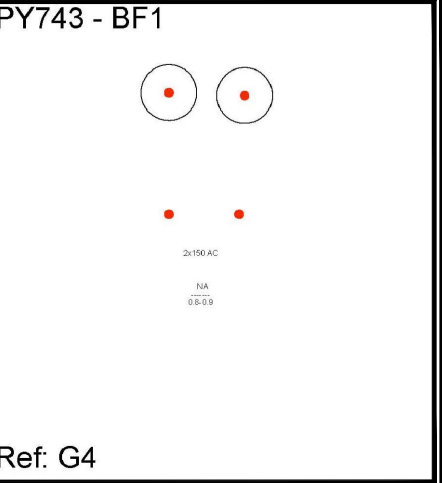 PY743 - BF1
2x150 AC
NA
-------
0.8-0.9
Ref: G4